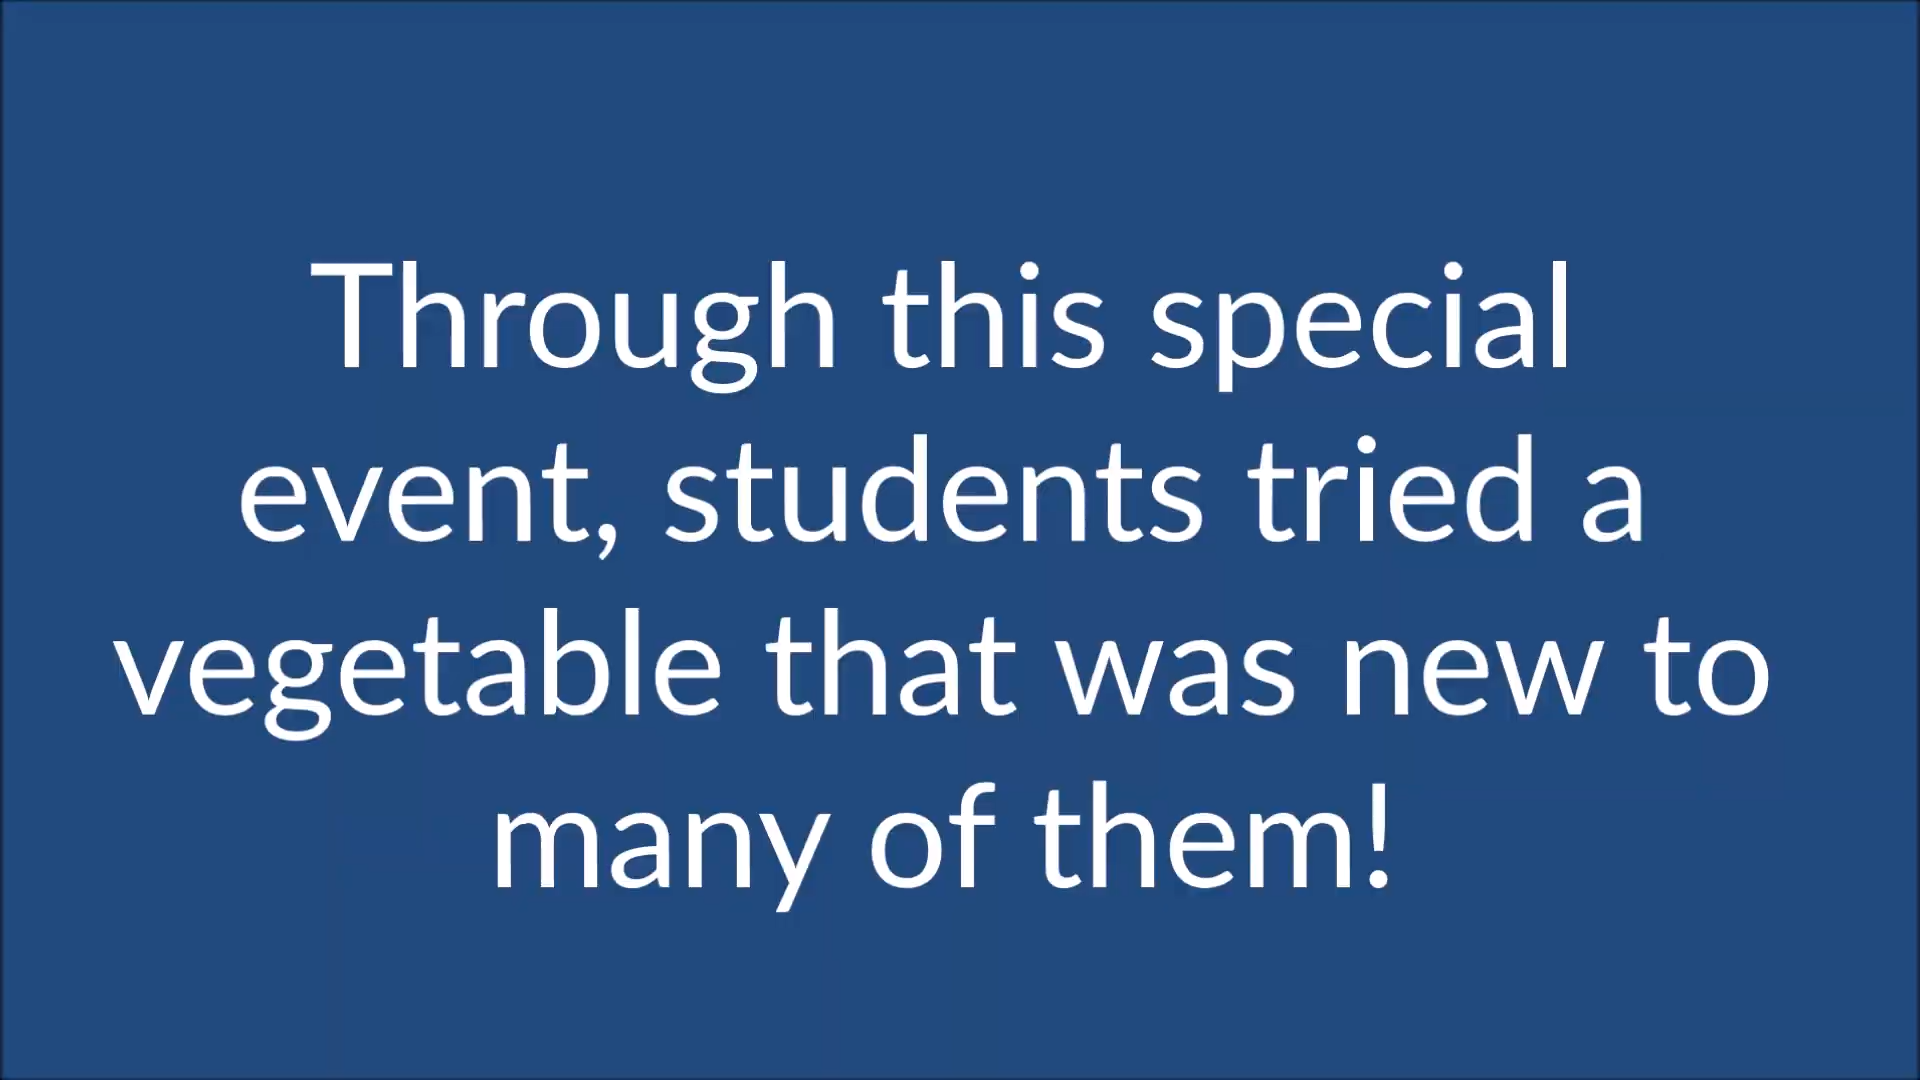 Through this special
event, students tried a
vegetable that was new to
many of them!